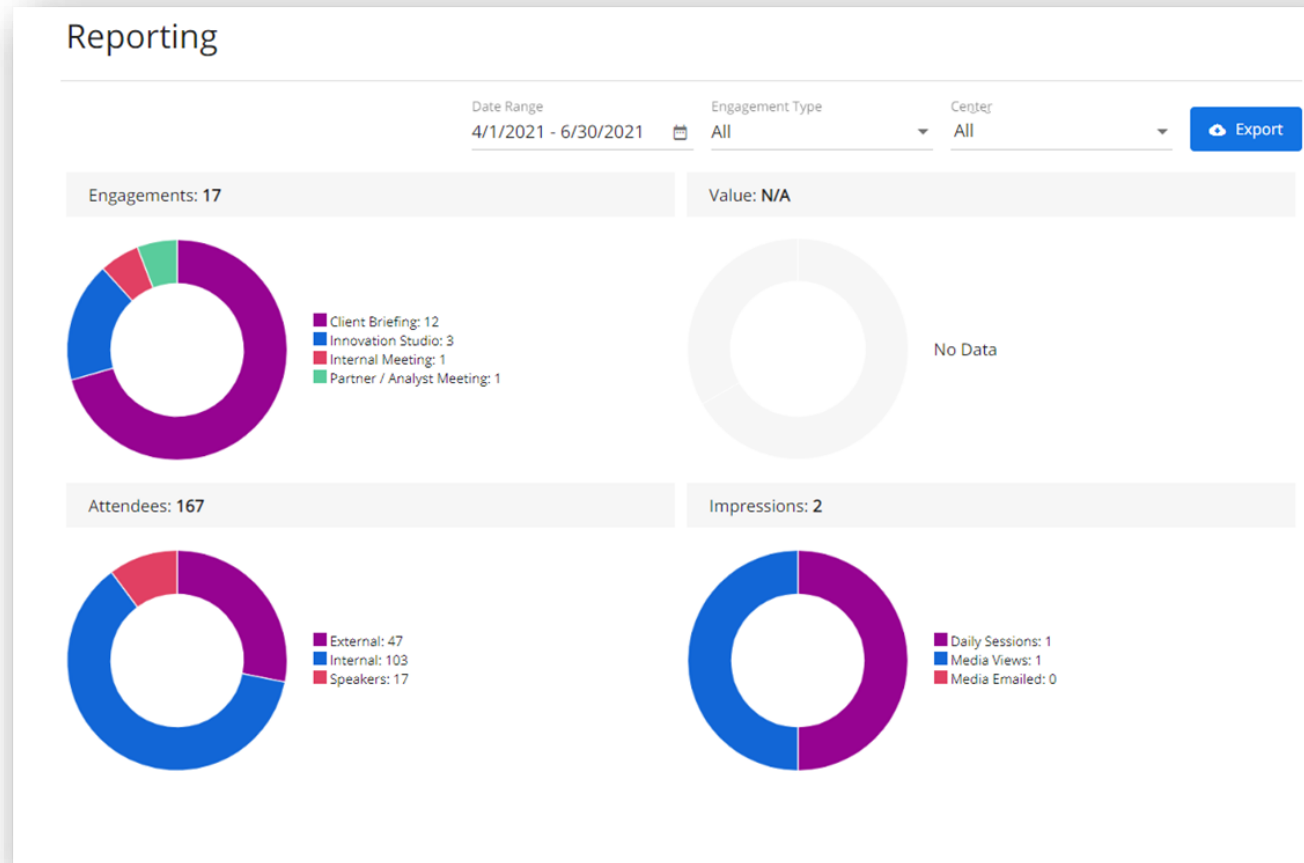 Reporting
Date Range
4/1/2021 - 6/30/2021
Engagement Type
All
Center
All
Export
Engagements: 17
Client Briefing: 12
Innovation Studio: 3
Internal Meeting: 1
Partner / Analyst Meeting: 1
Value: N/A
No Data
Attendees: 167
External: 47
Internal: 103
Speakers: 17
Impressions: 2
Daily Sessions: 1
Media Views: 1
Media Emailed: 0